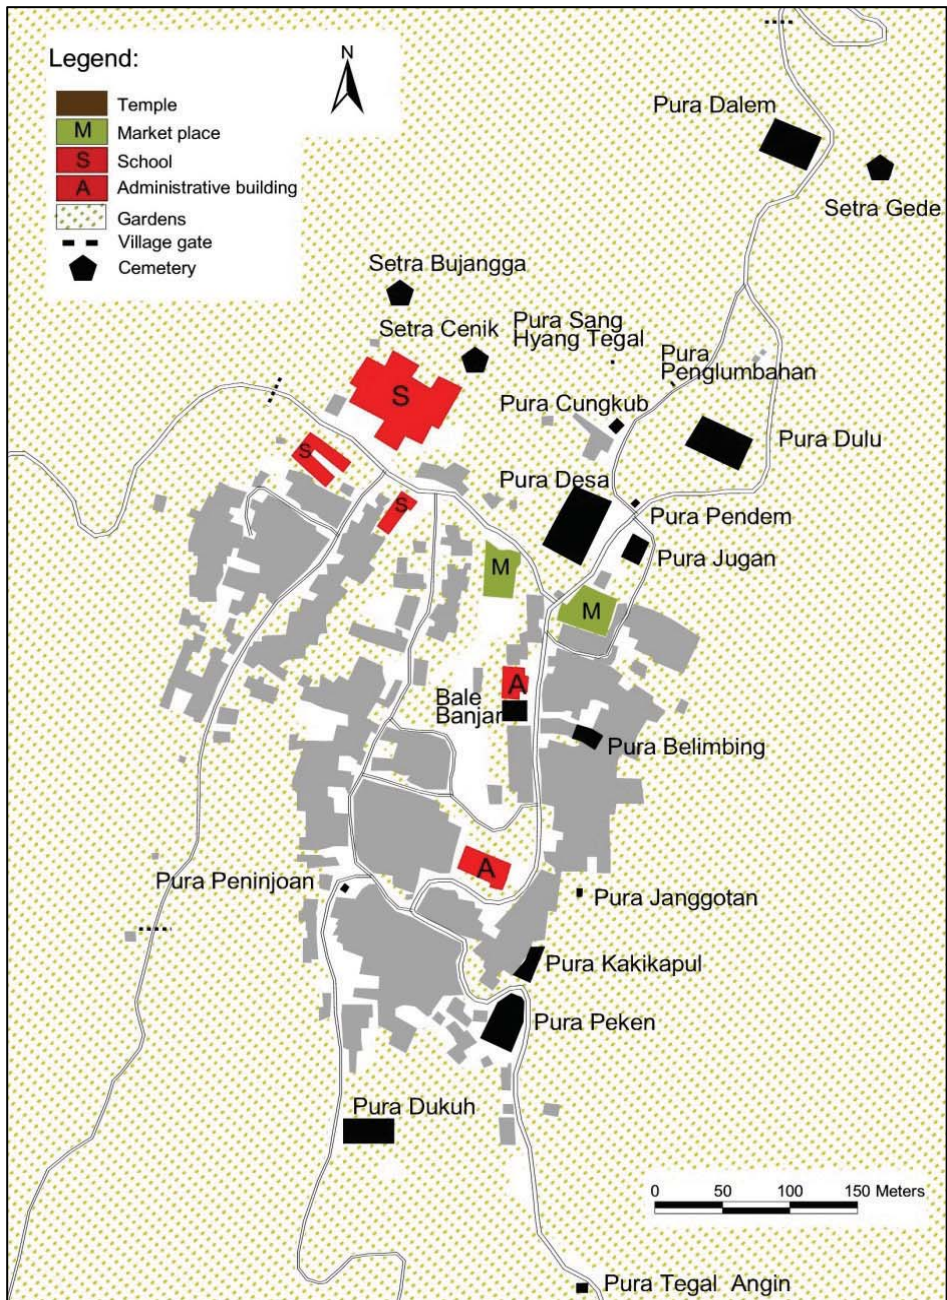 Legend:
Temple
M Market place
S School
A Administrative building
Gardens
Village gate
Cemetery
N
Pura Dalem
Setra Gede
Setra Bujangga
Setra Cenik
Pura Sang
Hyang Tegal
Pura
Penglumbahan
S
Pura Cungkub
Pura Dulu
S
Pura Desa
S
Pura Pendem
Pura Jugan
M
M
A
Bale
Banjar
Pura Belimbing
A
Pura Peninjoan
Pura Janggotan
Pura Kakikapul
Pura Peken
Pura Dukuh
0 50 100 150 Meters
Pura Tegal Angin